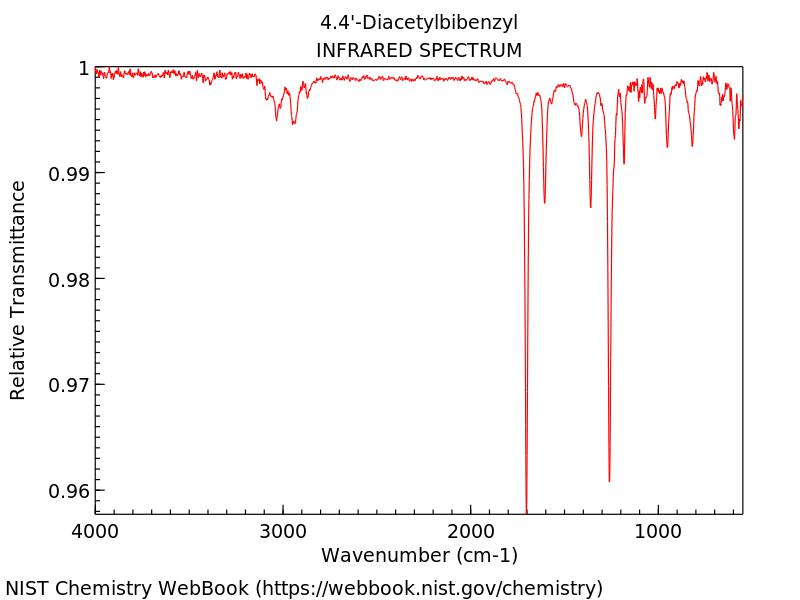 4.4'-Diacetylbibenzyl
INFRARED SPECTRUM
1
0.99
0.98
0.97
0.96
Relative Transmittance
4000 3000 2000 1000
Wavenumber (cm-1)
NIST Chemistry WebBook (https://webbook.nist.gov/chemistry)